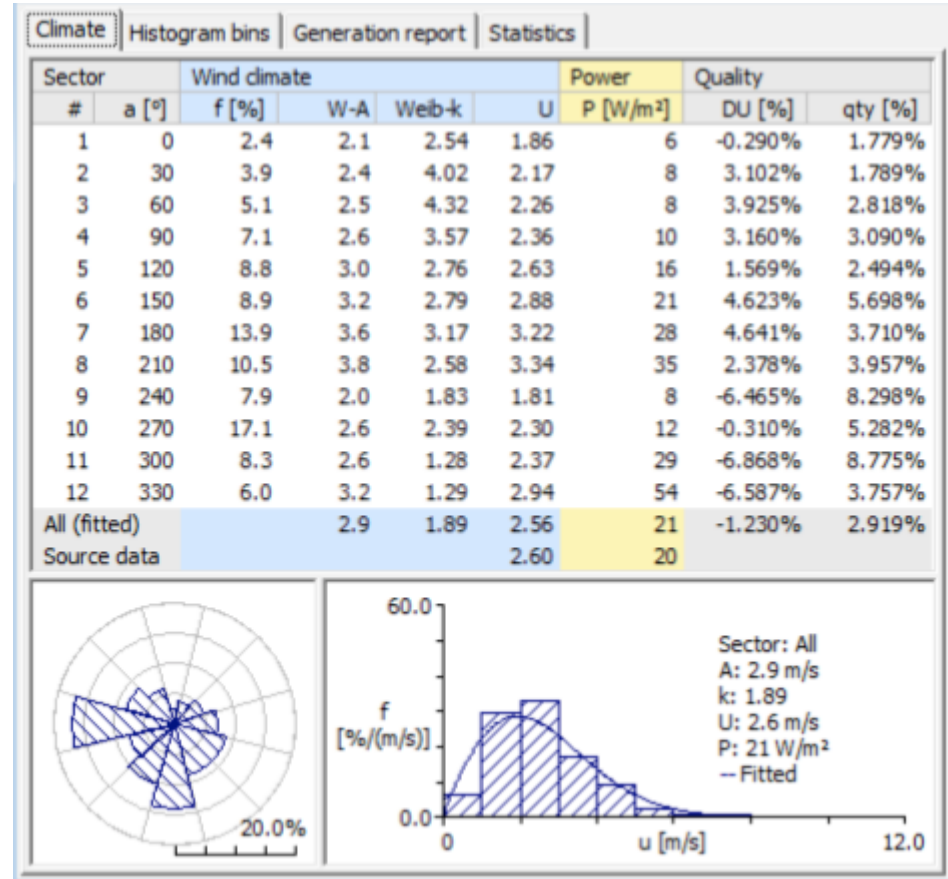 Climate Histogram bins Generation report Statistics
Sector Wind climate Power Quality
# a [°] f [%] W-A Weib-k U P [W/m²] DU [%] qty [%]
1 0 2.4 2.1 2.54 1.86 6 -0.290% 1.779%
2 30 3.9 2.4 4.02 2.17 8 3.102% 1.789%
3 60 5.1 2.5 4.32 2.26 8 3.925% 2.818%
4 90 7.1 2.6 3.57 2.36 10 3.160% 3.090%
5 120 8.8 3.0 2.76 2.63 16 1.569% 2.494%
6 150 8.9 3.2 2.79 2.88 21 4.623% 5.698%
7 180 13.9 3.6 3.17 3.22 28 4.641% 3.710%
8 210 10.5 3.8 2.58 3.34 35 2.378% 3.957%
9 240 7.9 2.0 1.83 1.81 8 -6.465% 8.298%
10 270 17.1 2.6 2.39 2.30 12 -0.310% 5.282%
11 300 8.3 2.6 1.28 2.37 29 -6.868% 8.775%
12 330 6.0 3.2 1.29 2.94 54 -6.587% 3.757%
All (fitted) 2.9 1.89 2.56 21 -1.230% 2.919%
Source data 2.60 20
20.0%
60.0
f
[%/(m/s)]
0.0
0 u [m/s] 12.0
Sector: All
A: 2.9 m/s
k: 1.89
U: 2.6 m/s
P: 21 W/m²
-- Fitted